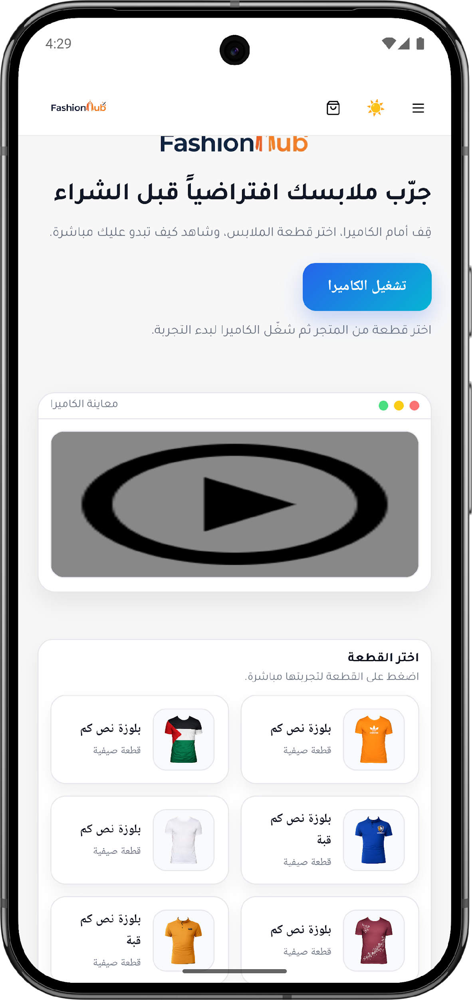 4:29
FashionHub
FashionHub
جرّب ملابسك افتراضياً قبل الشراء
قِف أمام الكاميرا، اختر قطعة الملابس، وشاهد كيف تبدو عليك مباشرة.
تشغيل الكاميرا
اختر قطعة من المتجر ثم شغّل الكاميرا لبدء التجربة.
معاينة الكاميرا
اختر القطعة
اضغط على القطعة لتجربتها مباشرة.
adidas
بلوزة نص كم
قطعة صيفية
بلوزة نص كم
قطعة صيفية
بلوزة نص كم
قبة
قطعة صيفية
بلوزة نص كم
قطعة صيفية
بلوزة نص كم
قطعة صيفية
بلوزة نص كم
قبة
قطعة صيفية